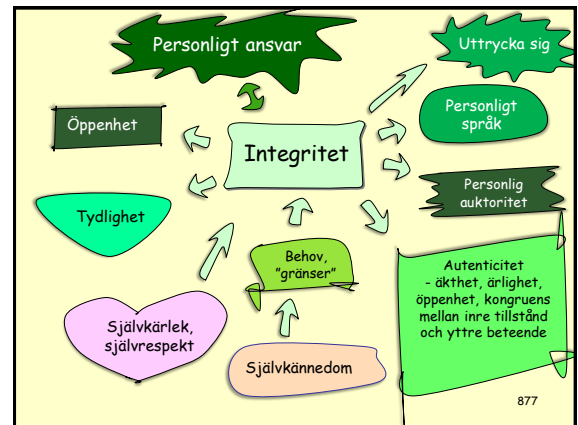 Personligt ansvar
Uttrycka sig
Öppenhet
Personligt
språk
Integritet
Personlig
auktoritet
Tydlighet
Behov,
"gränser"
Autenticitet
- äkthet, ärlighet,
öppenhet, kongruens
mellan inre tillstånd
och yttre beteende
Självkärlek,
självrespekt
Självkännedom
877